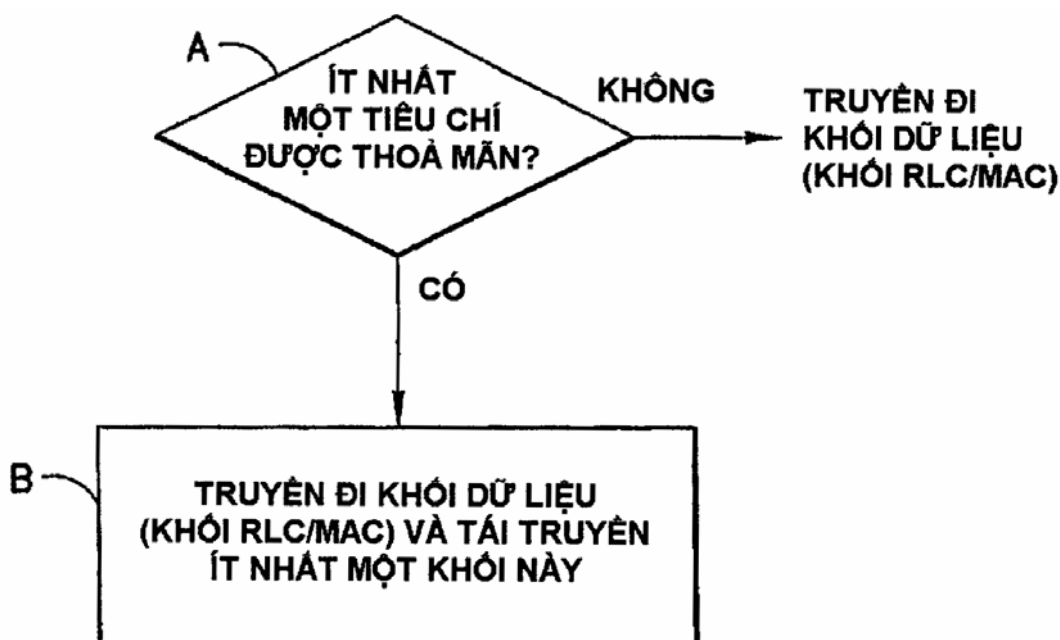 A
ÍT NHẤT
MỘT TIÊU CHÍ
ĐƯỢC THOẢ MÃN?
KHÔNG
TRUYỀN ĐI
KHỐI DỮ LIỆU
(KHỐI RLC/MAC)
CÓ
B
TRUYỀN ĐI KHỐI DỮ LIỆU
(KHỐI RLC/MAC) VÀ TÁI TRUYỀN
ÍT NHẤT MỘT KHỐI NÀY